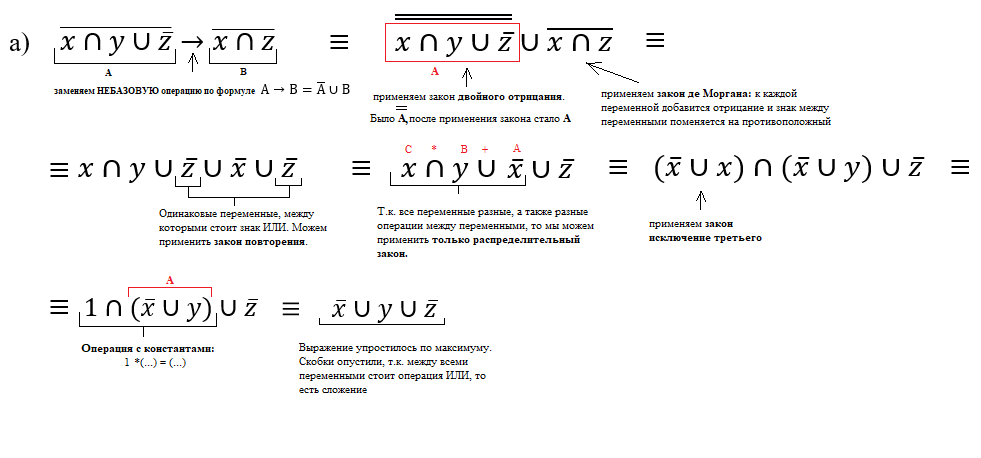 а) x̅ ̅∩̅ ̅y̅ ̅∪̅ ̅z̅̄ → x̅ ̅∩̅ ̅z̅ ≡ x ∩ y ∪ z̄ ∪ x̅ ̅∩̅ ̅z̅ ≡
A B A
заменяем НЕБАЗОВУЮ операцию по формуле A → B = A̅ ∪ B
применяем закон двойного отрицания.
Было A̿, после применения закона стало A
применяем закон де Моргана: к каждой
переменной добавится отрицание и знак между
переменными поменяется на противоположный
C * B + A
≡ x ∩ y ∪ z̄ ∪ x̄ ∪ z̄ ≡ x ∩ y ∪ x̄ ∪ z̄ ≡ (x̄ ∪ x) ∩ (x̄ ∪ y) ∪ z̄ ≡
Одинаковые переменные, между
которыми стоит знак ИЛИ. Можем
применить закон повторения.
Т.к. все переменные разные, а также разные
операции между переменными, то мы можем
применить только распределительный
закон.
применяем закон
исключение третьего
A
≡ 1 ∩ (x̄ ∪ y) ∪ z̄ ≡ x̄ ∪ y ∪ z̄
Операция с константами:
1 *(...) = (...)
Выражение упростилось по максимуму.
Скобки опустили, т.к. между всеми
переменными стоит операция ИЛИ, то
есть сложение